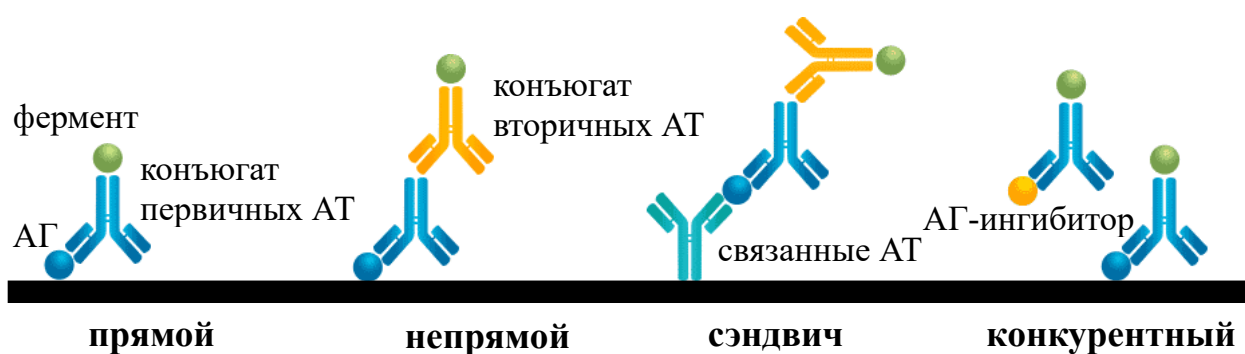 фермент
конъюгат
первичных АТ
АГ
конъюгат
вторичных АТ
связанные АТ
АГ-ингибитор
прямой
непрямой
сэндвич
конкурентный